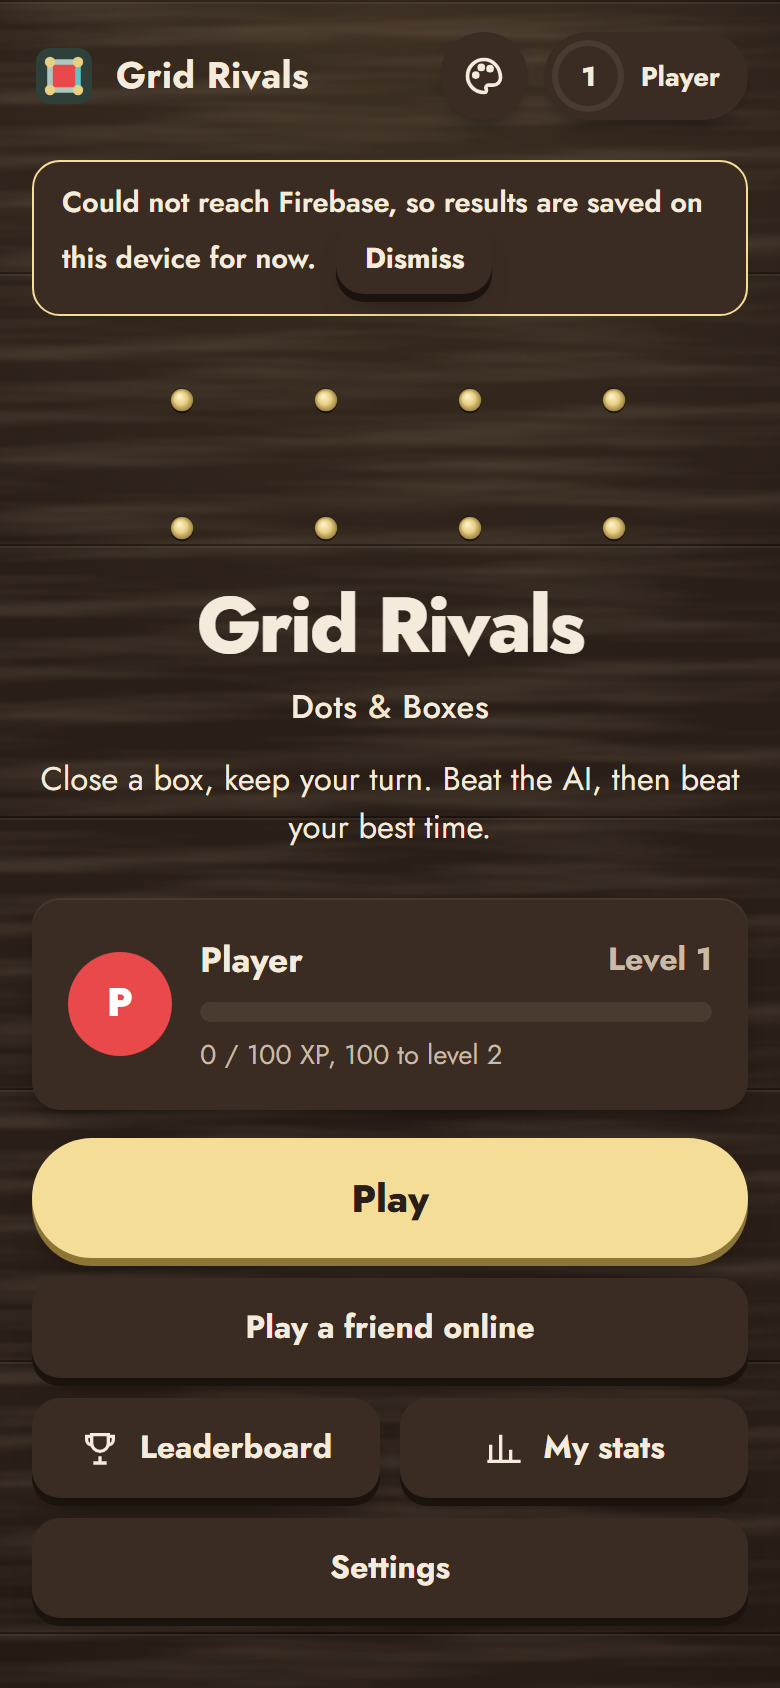 Grid Rivals
1
Player
Could not reach Firebase, so results are saved on
this device for now.
Dismiss
Grid Rivals
Dots & Boxes
Close a box, keep your turn. Beat the AI, then beat
your best time.
P
Player
Level 1
0 / 100 XP, 100 to level 2
Play
Play a friend online
Leaderboard
My stats
Settings